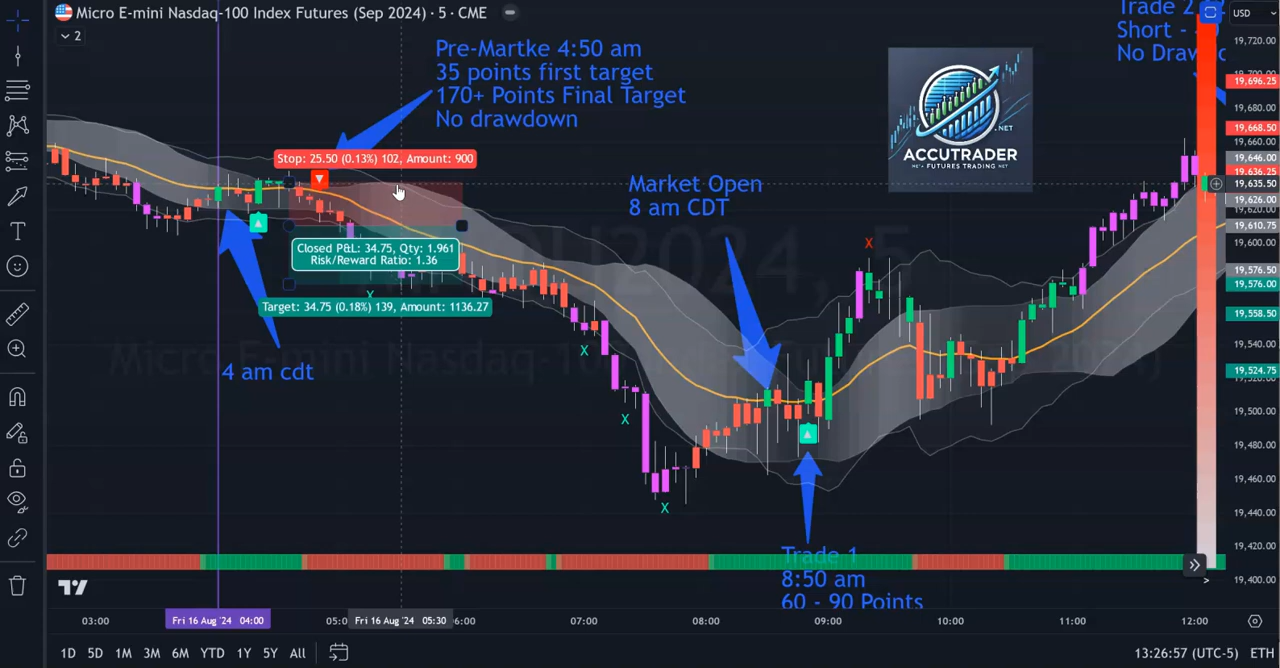 Micro E-mini Nasdaq-100 Index Futures (Sep 2024) · 5 · CME
2
USD
Pre-Martke 4:50 am
35 points first target
170+ Points Final Target
No drawdown
Trade 2
Short -
No
Stop: 25.50 (0.13%) 102, Amount: 900
Closed P&L: 34.75, Qty: 1.961
Risk/Reward Ratio: 1.36
Target: 34.75 (0.18%) 139, Amount: 1136.27
4 am cdt
.NET
ACCUTRADER
Market Open
8 am CDT
X
X
X
X
X
Trade 1
8:50 am
60 - 90 Points
19,720.00
19,696.25
19,680.00
19,668.50
19,660.00
19,646.00
19,636.25
19,635.50
19,626.00
19,620.00
19,610.75
19,600.00
19,576.50
19,576.00
19,558.50
19,540.00
19,524.75
19,500.00
19,480.00
19,460.00
19,440.00
19,420.00
19,400.00
03:00
Fri 16 Aug '24 04:00
05:0
Fri 16 Aug '24 05:30
6:00
07:00
08:00
09:00
10:00
11:00
12:00
1D 5D 1M 3M 6M YTD 1Y 5Y All
13:26:57 (UTC-5) ETH